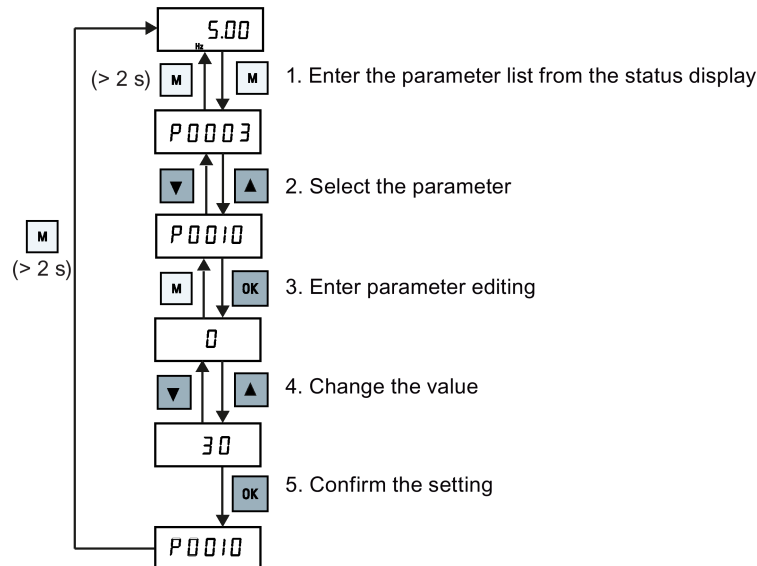 5.00
Hz
(> 2 s) M M 1. Enter the parameter list from the status display
P0003
2. Select the parameter
P0010
M
(> 2 s)
M OK 3. Enter parameter editing
0
4. Change the value
30
OK 5. Confirm the setting
P0010